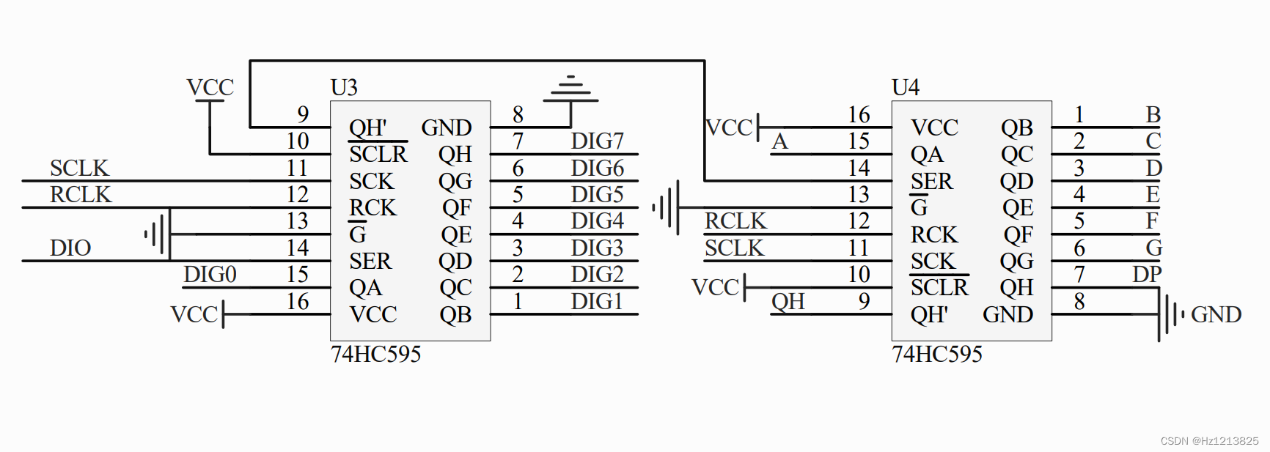 VCC
U3
U4
9
QH'
GND
8
10
SCLR
QH
7
DIG7
SCLK
11
SCK
QG
6
DIG6
RCLK
12
RCK
QF
5
DIG5
13
G
QE
4
DIG4
DIO
14
SER
QD
3
DIG3
DIG0
15
QA
QC
2
DIG2
VCC
16
VCC
QB
1
DIG1
74HC595
VCC
16
VCC
QB
1
B
A
15
QA
QC
2
C
14
SER
QD
3
D
13
G
QE
4
E
RCLK
12
RCK
QF
5
F
SCLK
11
SCK
QG
6
G
VCC
10
SCLR
QH
7
DP
QH
9
QH'
GND
8
GND
74HC595
CSDN @Hz1213825